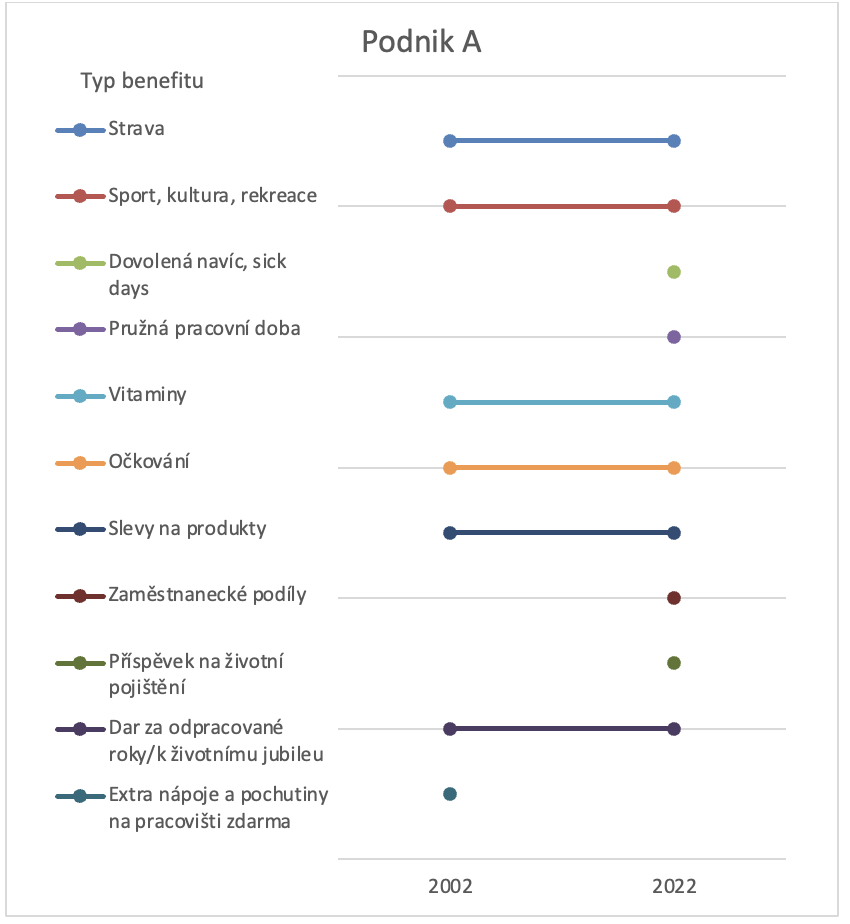 Podnik A
Typ benefitu
Strava
Sport, kultura, rekreace
Dovolená navíc, sick
days
Pružná pracovní doba
Vitaminy
Očkování
Slevy na produkty
Zaměstnanecké podíly
Příspěvek na životní
pojištění
Dar za odpracované
roky/k životnímu jubileu
Extra nápoje a pochutiny
na pracovišti zdarma
2002
2022